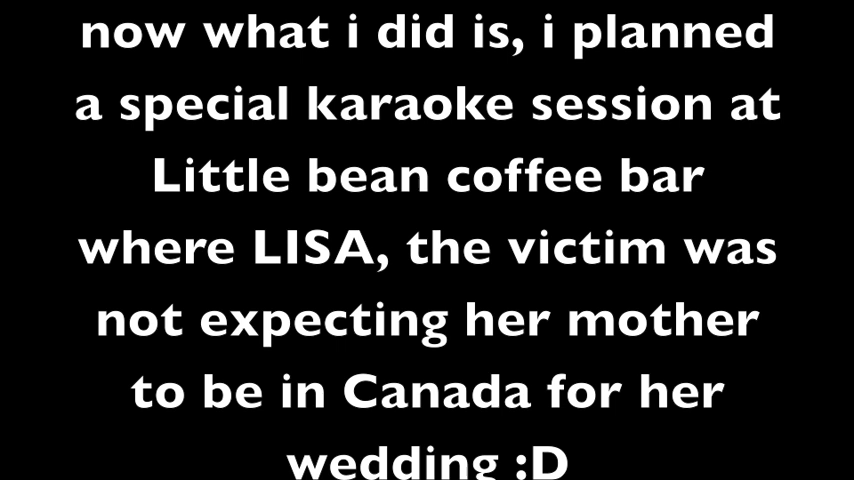 now what i did is, i planned
a special karaoke session at
Little bean coffee bar
where LISA, the victim was
not expecting her mother
to be in Canada for her
wedding :D